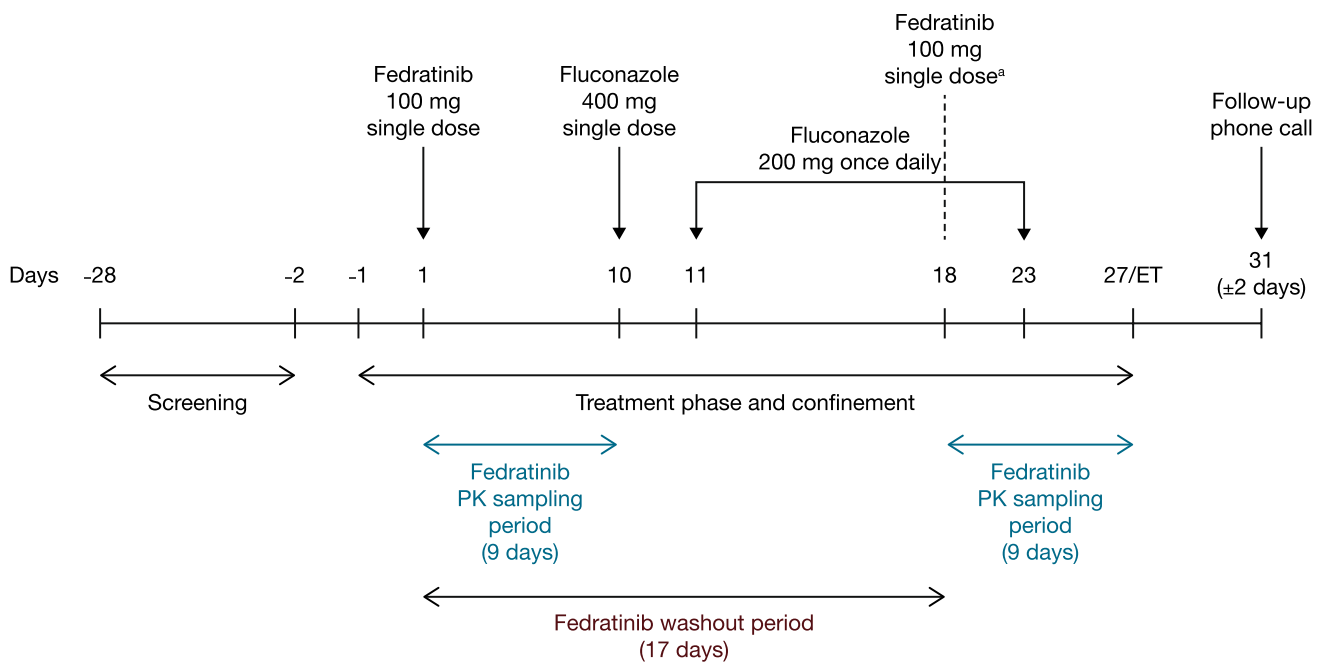 Fedratinib
100 mg
single doseᵃ
Fedratinib
100 mg
single dose
Fluconazole
400 mg
single dose
Follow-up
phone call
Fluconazole
200 mg once daily
Days -28 -2 -1 1 10 11 18 23 27/ET 31
(±2 days)
Screening
Treatment phase and confinement
Fedratinib
PK sampling
period
(9 days)
Fedratinib
PK sampling
period
(9 days)
Fedratinib washout period
(17 days)